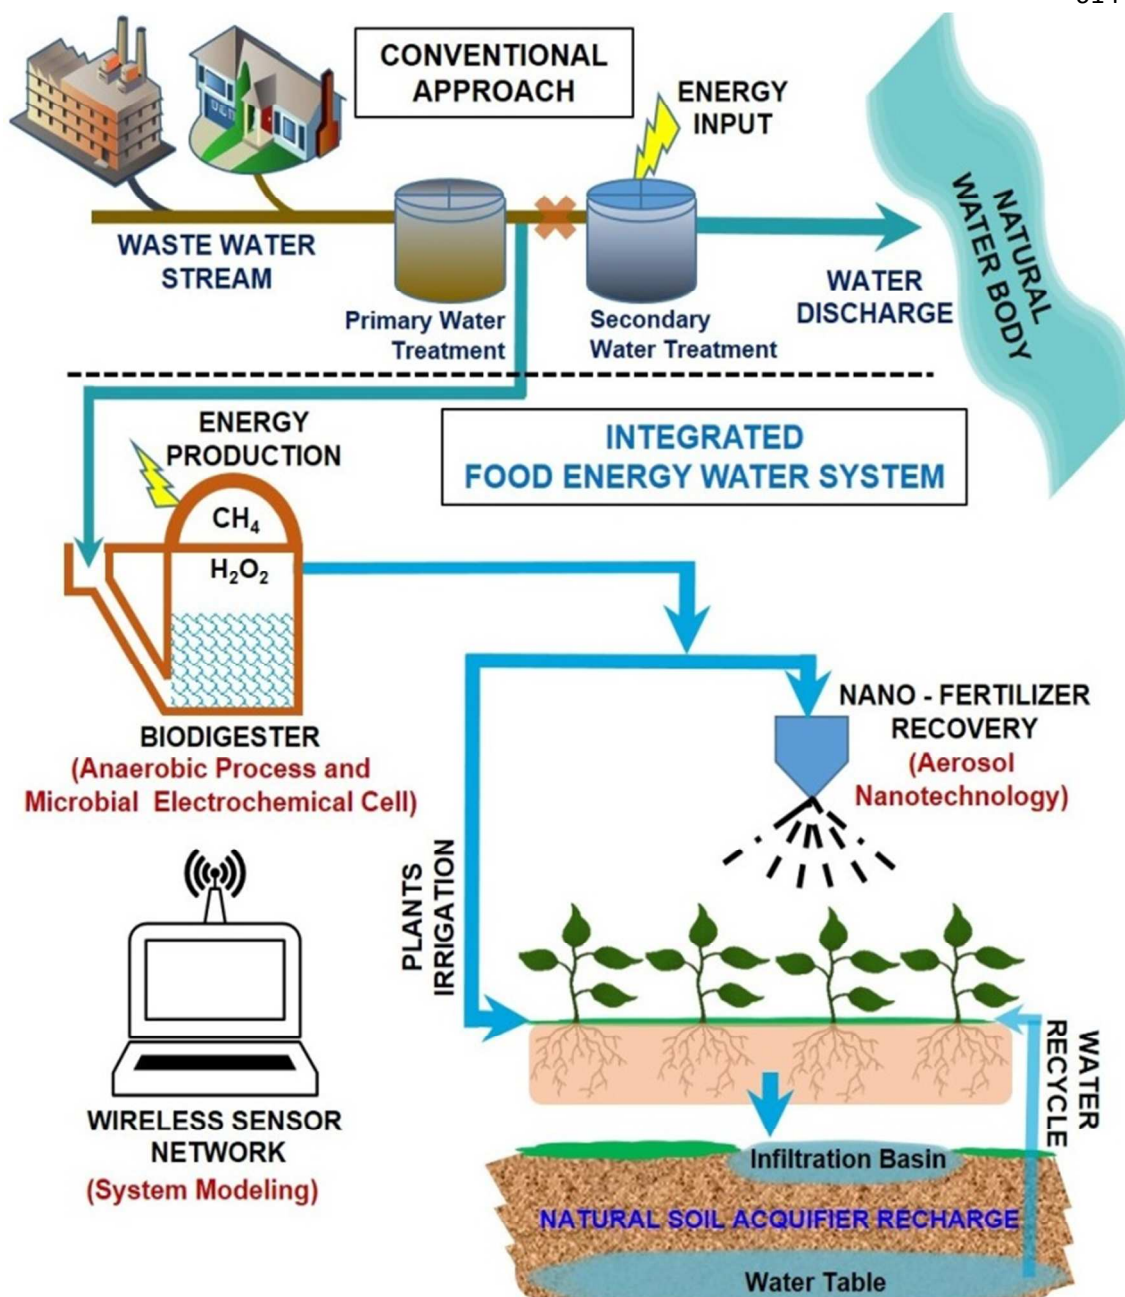 CONVENTIONAL
APPROACH
ENERGY
INPUT
WASTE WATER
STREAM
Primary Water
Treatment
Secondary
Water Treatment
WATER
DISCHARGE
NATURAL
WATER BODY
ENERGY
PRODUCTION
INTEGRATED
FOOD ENERGY WATER SYSTEM
CH₄
H₂O₂
BIODIGESTER
(Anaerobic Process and
Microbial Electrochemical Cell)
NANO - FERTILIZER
RECOVERY
(Aerosol
Nanotechnology)
PLANTS
IRRIGATION
WIRELESS SENSOR
NETWORK
(System Modeling)
WATER
RECYCLE
Infiltration Basin
NATURAL SOIL ACQUIFIER RECHARGE
Water Table